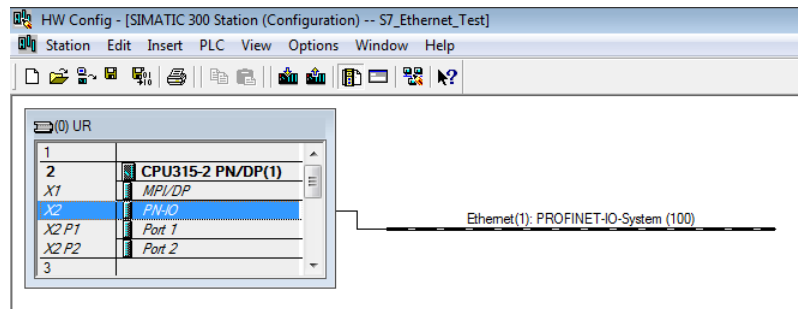 HW Config - [SIMATIC 300 Station (Configuration) -- S7_Ethernet_Test]
Station Edit Insert PLC View Options Window Help
(0) UR
1
2 CPU315-2 PN/DP(1)
X1 MPI/DP
X2 PN-IO
X2 P1 Port 1
X2 P2 Port 2
3
Ethernet(1): PROFINET-IO-System (100)